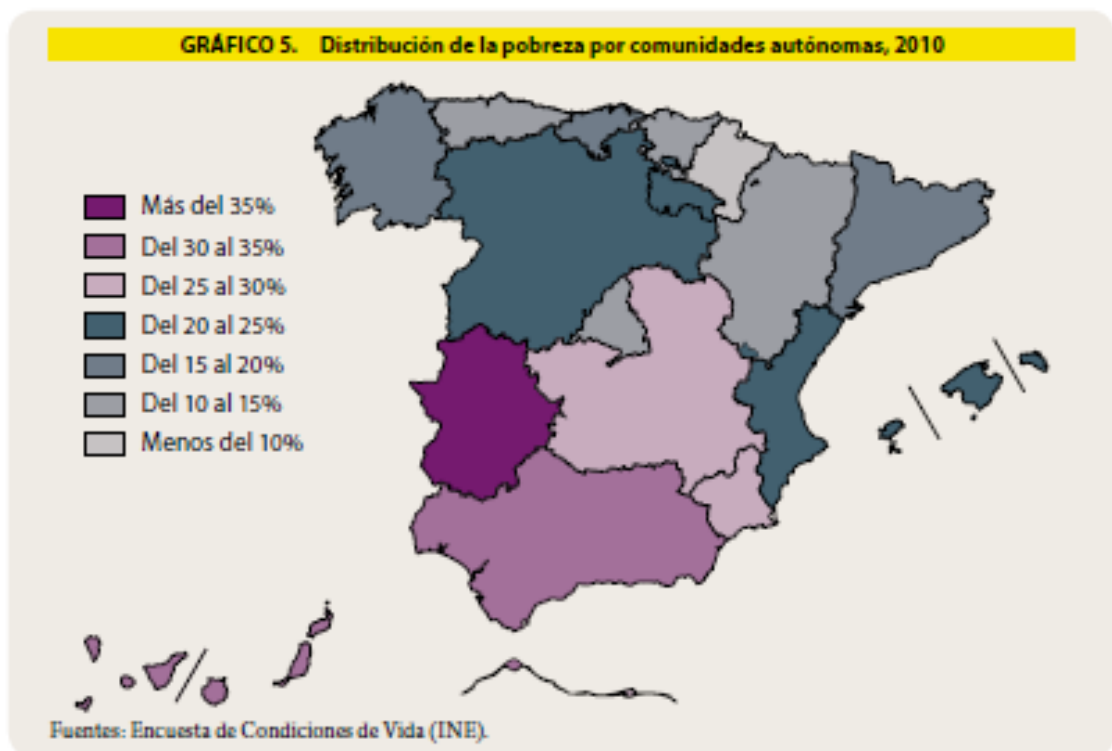 GRÁFICO 5. Distribución de la pobreza por comunidades autónomas, 2010
Más del 35%
Del 30 al 35%
Del 25 al 30%
Del 20 al 25%
Del 15 al 20%
Del 10 al 15%
Menos del 10%
Fuentes: Encuesta de Condiciones de Vida (INE).